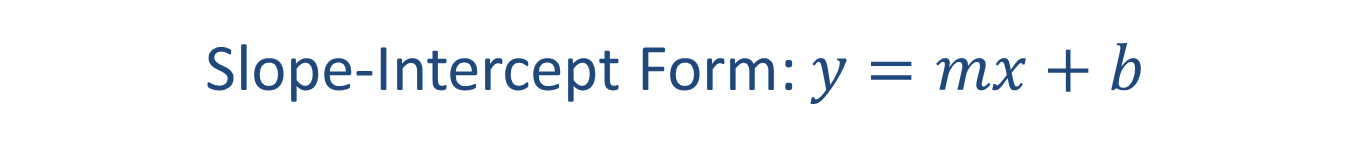 Slope-Intercept Form: y = mx + b